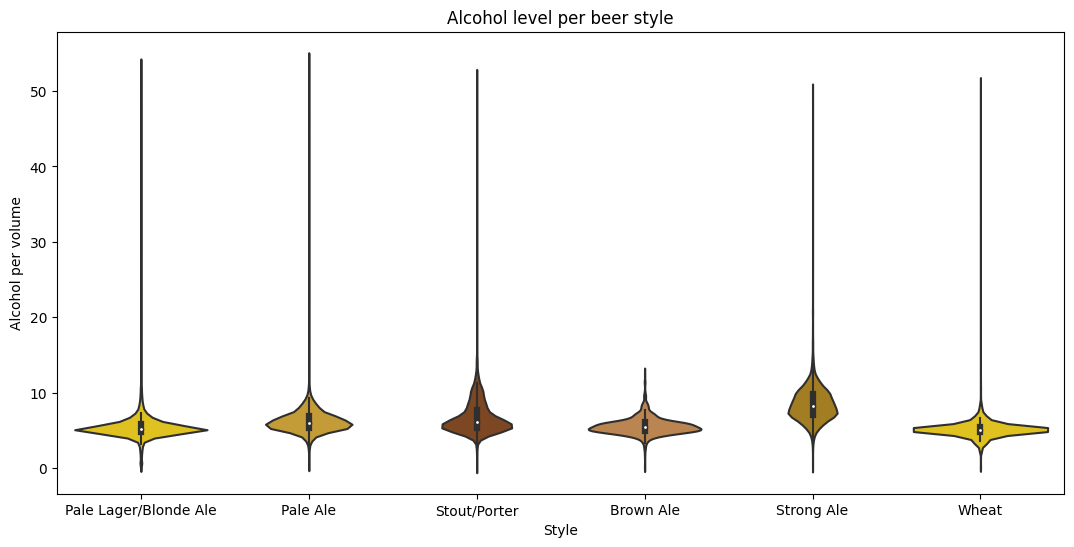 Alcohol level per beer style
Alcohol per volume
50
40
30
20
10
0
Pale Lager/Blonde Ale Pale Ale Stout/Porter Brown Ale Strong Ale Wheat
Style